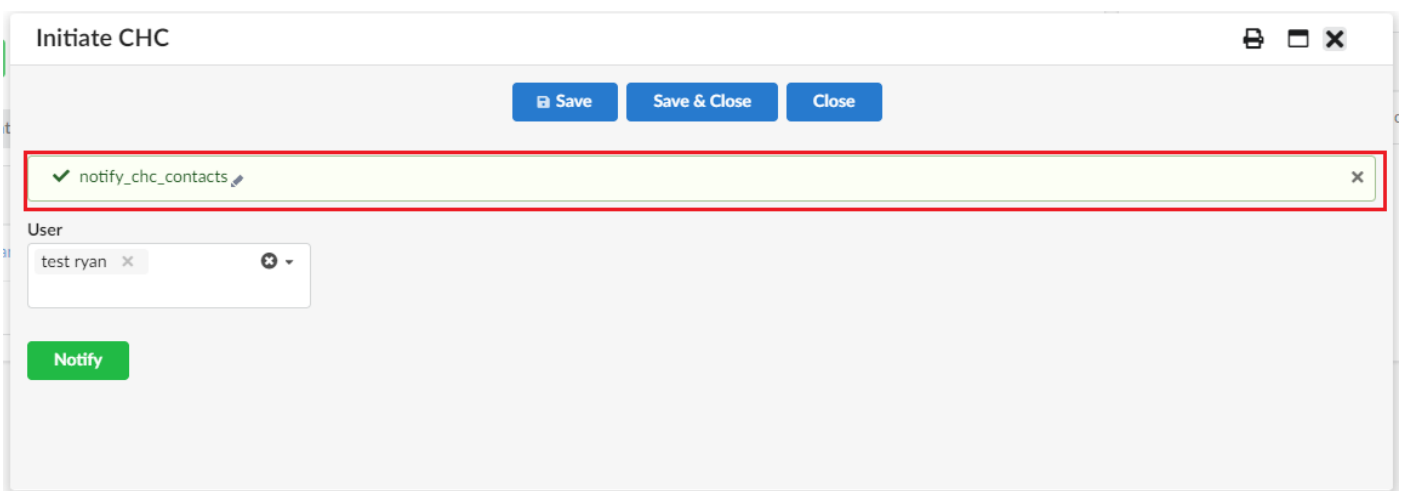 Initiate CHC
Save Save & Close Close
notify_chc_contacts
User
test ryan
Notify